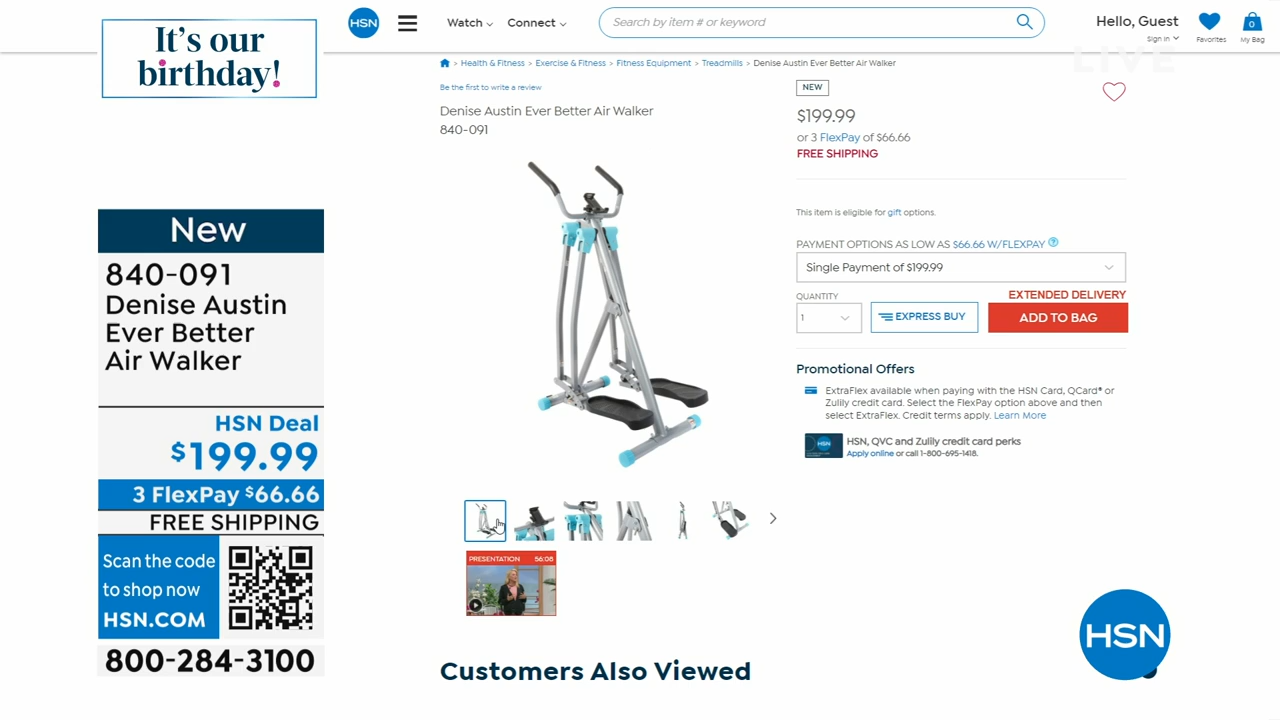 It's our
birthday!
HSN
Watch
Connect
Search by item # or keyword
Hello, Guest
Sign In
Favorites
0
My Bag
LIVE
> Health & Fitness > Exercise & Fitness > Fitness Equipment > Treadmills > Denise Austin Ever Better Air Walker
Be the first to write a review
Denise Austin Ever Better Air Walker
840-091
NEW
$199.99
or 3 FlexPay of $66.66
FREE SHIPPING
This item is eligible for gift options.
PAYMENT OPTIONS AS LOW AS $66.66 W/FLEXPAY ?
Single Payment of $199.99
QUANTITY
EXTENDED DELIVERY
1
EXPRESS BUY
ADD TO BAG
Promotional Offers
ExtraFlex available when paying with the HSN Card, QCard® or
Zulily credit card. Select the FlexPay option above and then
select ExtraFlex. Credit terms apply. Learn More
HSN
HSN, QVC and Zulily credit card perks
Apply online or call 1-800-695-1418.
PRESENTATION 56:08
Customers Also Viewed
New
840-091
Denise Austin
Ever Better
Air Walker
HSN Deal
$199.99
3 FlexPay $66.66
FREE SHIPPING
Scan the code
to shop now
HSN.COM
800-284-3100
HSN